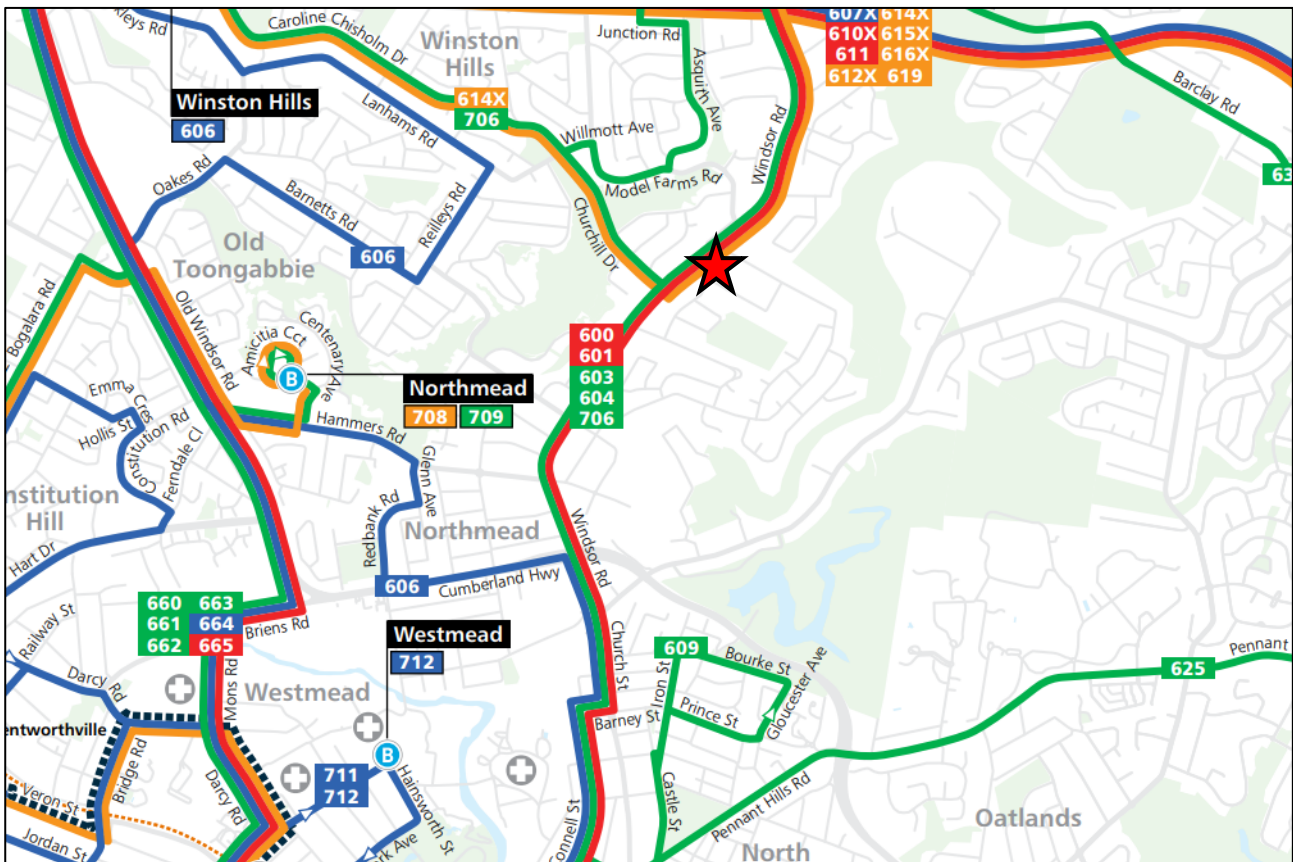 kleys Rd
Caroline Chisholm Dr
Winston
Hills
Junction Rd
Asquith Ave
607X 614X
610X 615X
611 616X
612X 619
Barclay Rd
63
Winston Hills
606
Lanhams Rd
614X
706
Willmott Ave
Model Farms Rd
Windsor Rd
Oakes Rd
Barnetts Rd
Reilleys Rd
606
Churchill Dr
Old
Toongabbie
Bogalara Rd
Old Windsor Rd
Amicitia Cct
Centenary Ave
B
Northmead
708 709
600
601
603
604
706
Emma Cres
Hollis St
Constitution Rd
Ferndale Cl
Hammers Rd
Glenn Ave
nstitution
Hill
Redbank Rd
Northmead
Windsor Rd
Hart Dr
606
Cumberland Hwy
660 663
661 664
662 665
Briens Rd
Railway St
Westmead
712
Church St
609
Bourke St
Iron St
Gloucester Ave
Prince St
Pennant
625
Darcy Rd
Mons Rd
Westmead
Barney St
entworthville
Bridge Rd
B
Hainsworth St
711
712
Darcy Rd
Veron St
Jordan St
rk Ave
onnell St
Castle St
Pennant Hills Rd
Oatlands
North